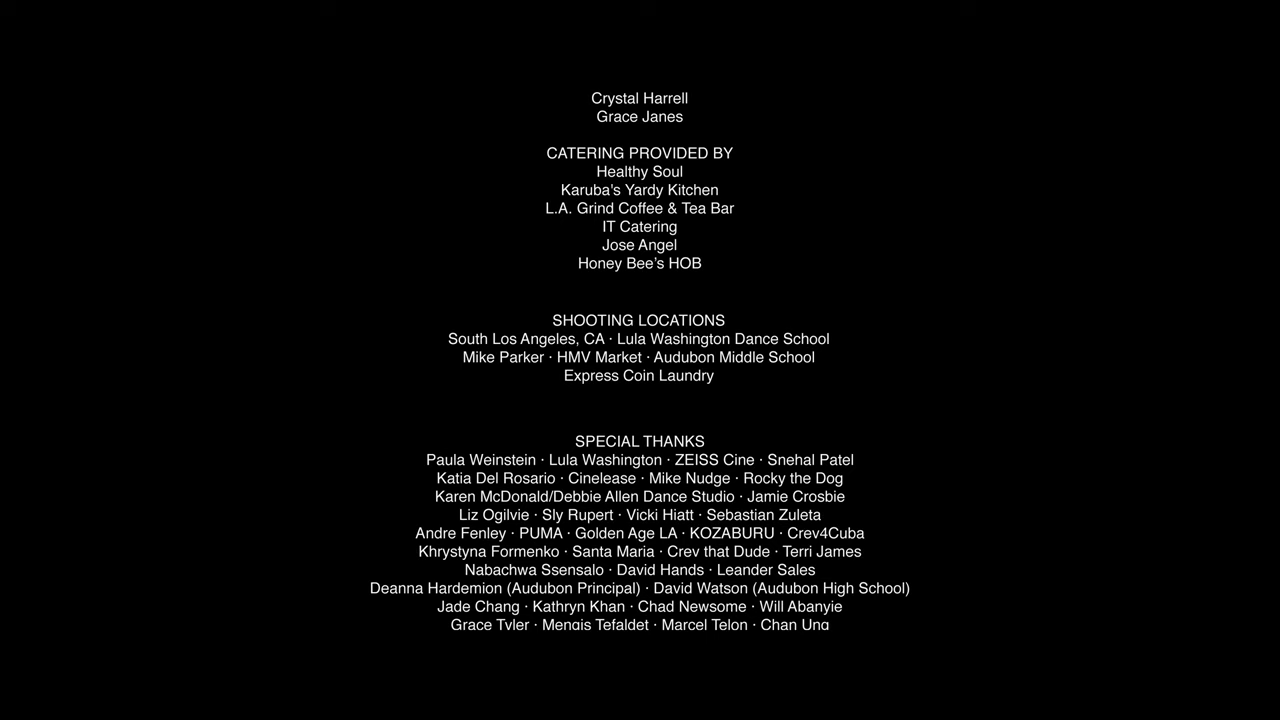 Crystal Harrell
Grace Janes
CATERING PROVIDED BY
Healthy Soul
Karuba's Yardy Kitchen
L.A. Grind Coffee & Tea Bar
IT Catering
Jose Angel
Honey Bee’s HOB
SHOOTING LOCATIONS
South Los Angeles, CA · Lula Washington Dance School
Mike Parker · HMV Market · Audubon Middle School
Express Coin Laundry
SPECIAL THANKS
Paula Weinstein · Lula Washington · ZEISS Cine · Snehal Patel
Katia Del Rosario · Cinelease · Mike Nudge · Rocky the Dog
Karen McDonald/Debbie Allen Dance Studio · Jamie Crosbie
Liz Ogilvie · Sly Rupert · Vicki Hiatt · Sebastian Zuleta
Andre Fenley · PUMA · Golden Age LA · KOZABURU · Crev4Cuba
Khrystyna Formenko · Santa Maria · Crev that Dude · Terri James
Nabachwa Ssensalo · David Hands · Leander Sales
Deanna Hardemion (Audubon Principal) · David Watson (Audubon High School)
Jade Chang · Kathryn Khan · Chad Newsome · Will Abanyie
Grace Tyler · Mengis Tefaldet · Marcel Telon · Chan Ung